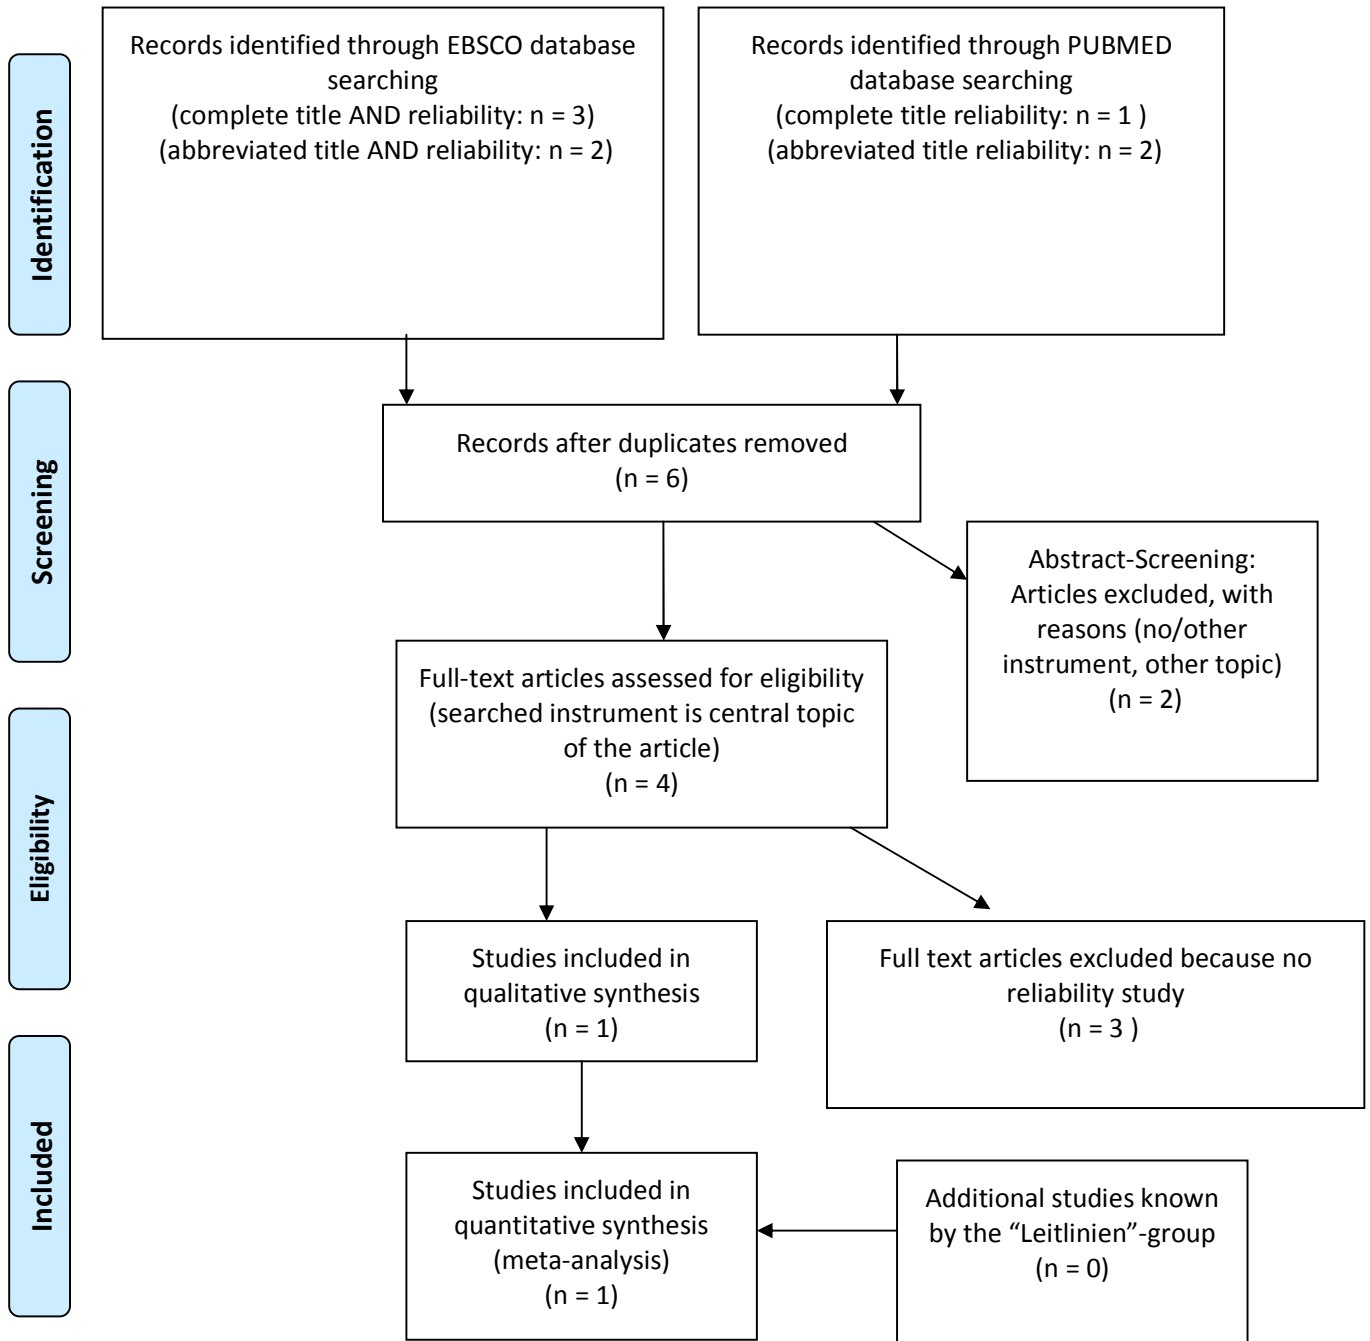 Identification
Records identified through EBSCO database
searching
(complete title AND reliability: n = 3)
(abbreviated title AND reliability: n = 2)
Records identified through PUBMED
database searching
(complete title reliability: n = 1 )
(abbreviated title reliability: n = 2)
Screening
Records after duplicates removed
(n = 6)
Abstract-Screening:
Articles excluded, with
reasons (no/other
instrument, other topic)
(n = 2)
Full-text articles assessed for eligibility
(searched instrument is central topic
of the article)
(n = 4)
Eligibility
Studies included in
qualitative synthesis
(n = 1)
Full text articles excluded because no
reliability study
(n = 3 )
Included
Studies included in
quantitative synthesis
(meta-analysis)
(n = 1)
Additional studies known
by the “Leitlinien”-group
(n = 0)